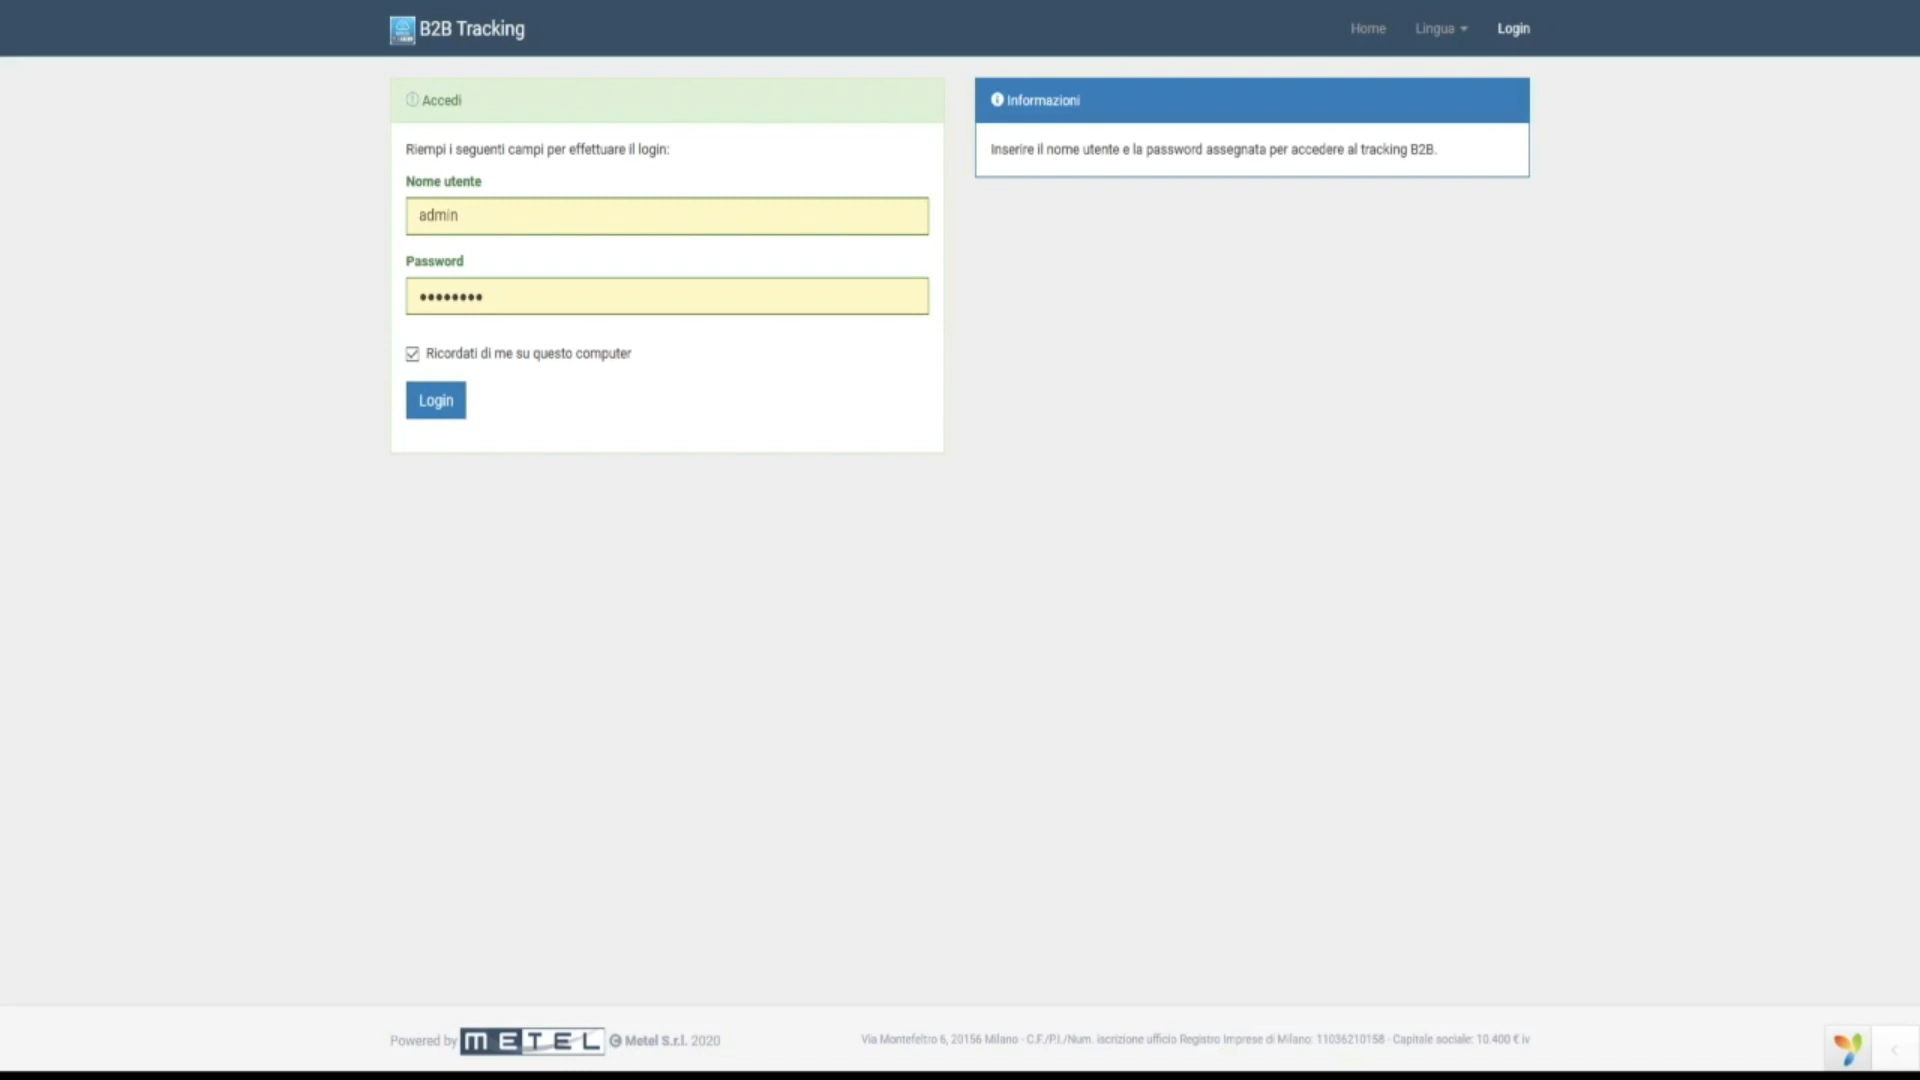 B2B Tracking
Home
Lingua
Login
Accedi
Riempi i seguenti campi per effettuare il login:
Nome utente
admin
Password
••••••••
Ricordati di me su questo computer
Login
Informazioni
Inserire il nome utente e la password assegnata per accedere al tracking B2B.
Powered by METEL © Metel S.r.l. 2020
Via Montefeltro 6, 20156 Milano - C.F./P.I./Num. iscrizione ufficio Registro Imprese di Milano: 11036210158 - Capitale sociale: 10.400 € iv